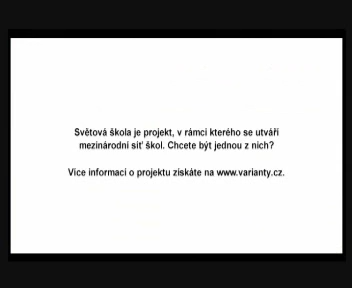 Světová škola je projekt, v rámci kterého se utváří
mezinárodní síť škol. Chcete být jednou z nich?
Více informací o projektu získáte na www.varianty.cz.